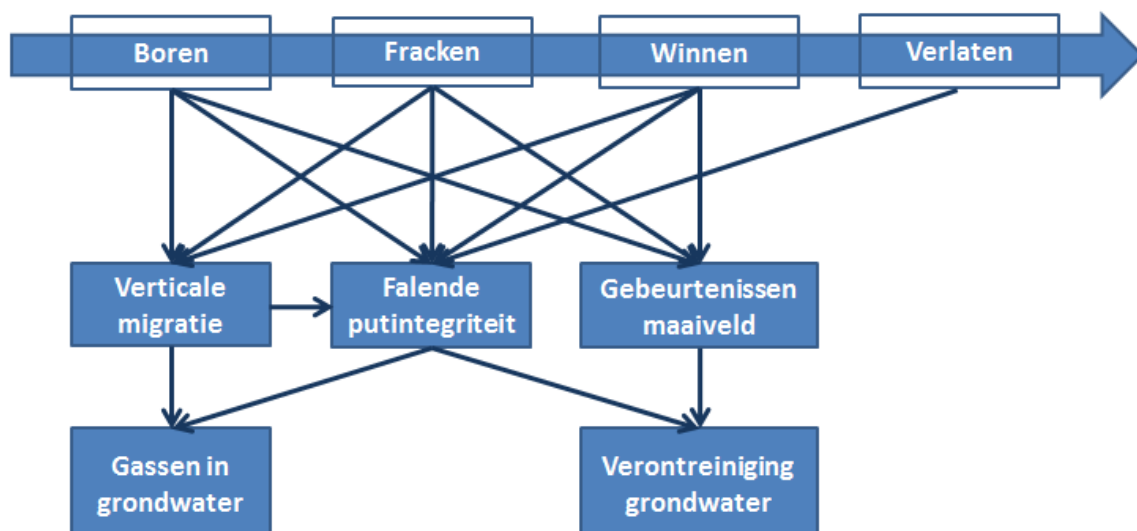 Boren
Fracken
Winnen
Verlaten
Verticale
migratie
Falende
putintegriteit
Gebeurtenissen
maaiveld
Gassen in
grondwater
Verontreiniging
grondwater